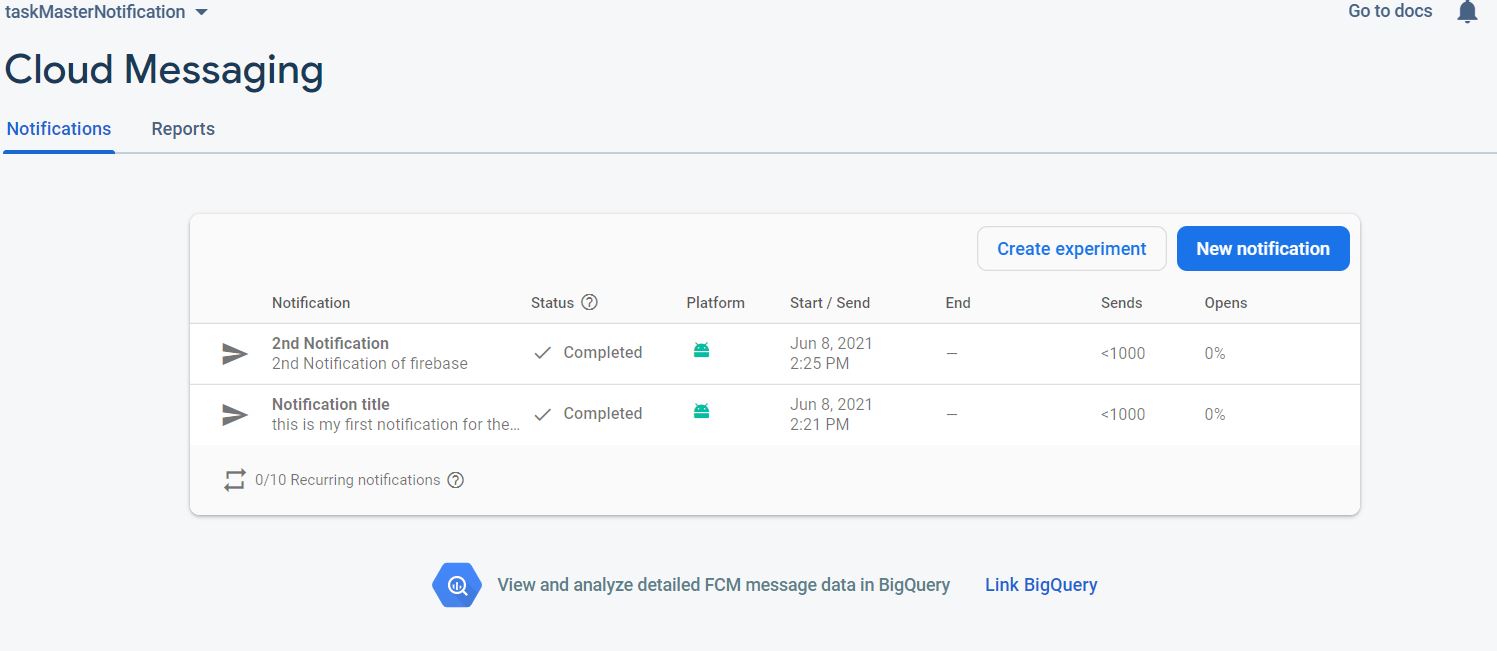 taskMasterNotification
Go to docs
Cloud Messaging
Notifications
Reports
Create experiment
New notification
Notification
Status
Platform
Start / Send
End
Sends
Opens
2nd Notification
2nd Notification of firebase
Completed
Jun 8, 2021
2:25 PM
—
<1000
0%
Notification title
this is my first notification for the...
Completed
Jun 8, 2021
2:21 PM
—
<1000
0%
0/10 Recurring notifications
View and analyze detailed FCM message data in BigQuery
Link BigQuery